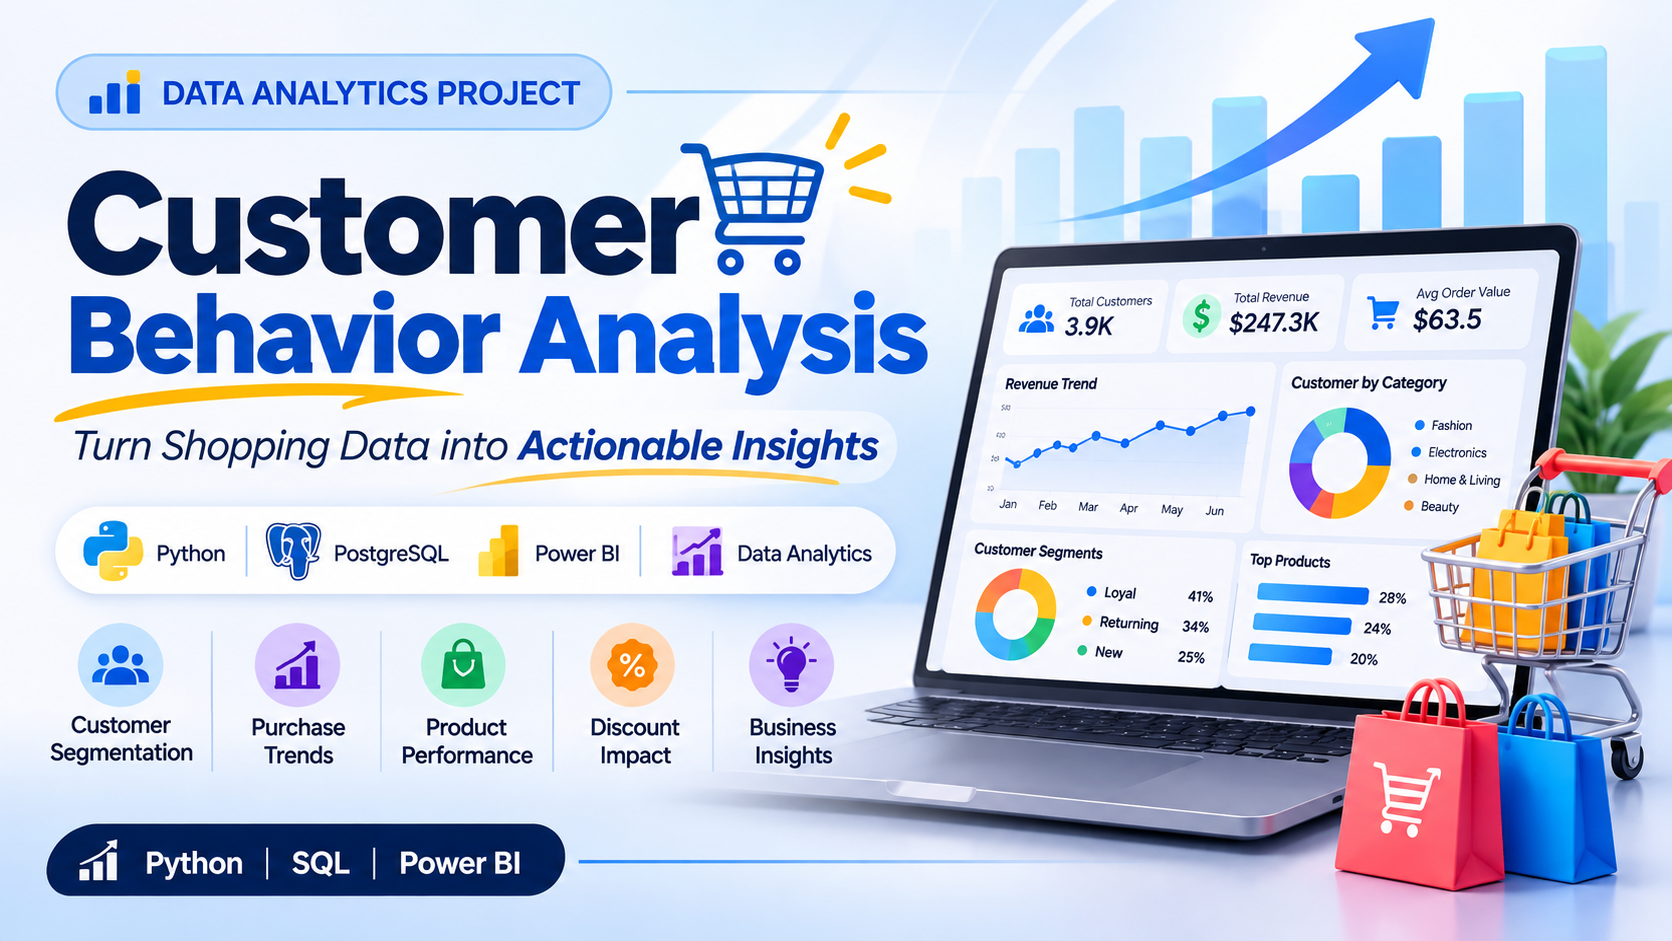 DATA ANALYTICS PROJECT
Customer
Behavior Analysis
Turn Shopping Data into Actionable Insights
Python
PostgreSQL
Power BI
Data Analytics
Customer
Segmentation
Purchase
Trends
Product
Performance
Discount
Impact
Business
Insights
Python | SQL | Power BI
Total Customers
3.9K
Total Revenue
$247.3K
Avg Order Value
$63.5
Revenue Trend
Jan Feb Mar Apr May Jun
Customer by Category
Fashion
Electronics
Home & Living
Beauty
Customer Segments
Loyal 41%
Returning 34%
New 25%
Top Products
28%
24%
20%